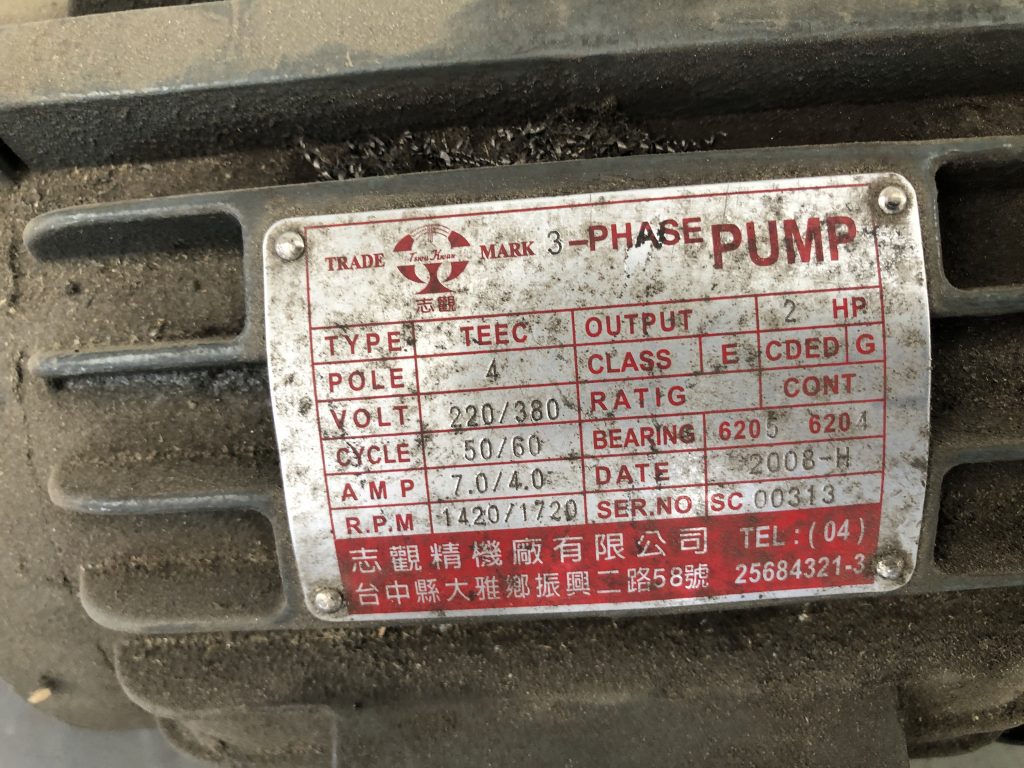 TRADE Tswu Kwan MARK 3-PHASE PUMP
志觀
TYPE. TEEC OUTPUT 2 HP
POLE 4 CLASS E CDED G
VOLT 220/380 RATIG CONT
CYCLE 50/60 BEARING 6205 6204
AMP 7.0/4.0 DATE 2008-H
R.P.M 1420/1720 SER.NO SC 00313
志觀精機廠有限公司 TEL:(04)
台中縣大雅鄉振興二路58號 25684321-3